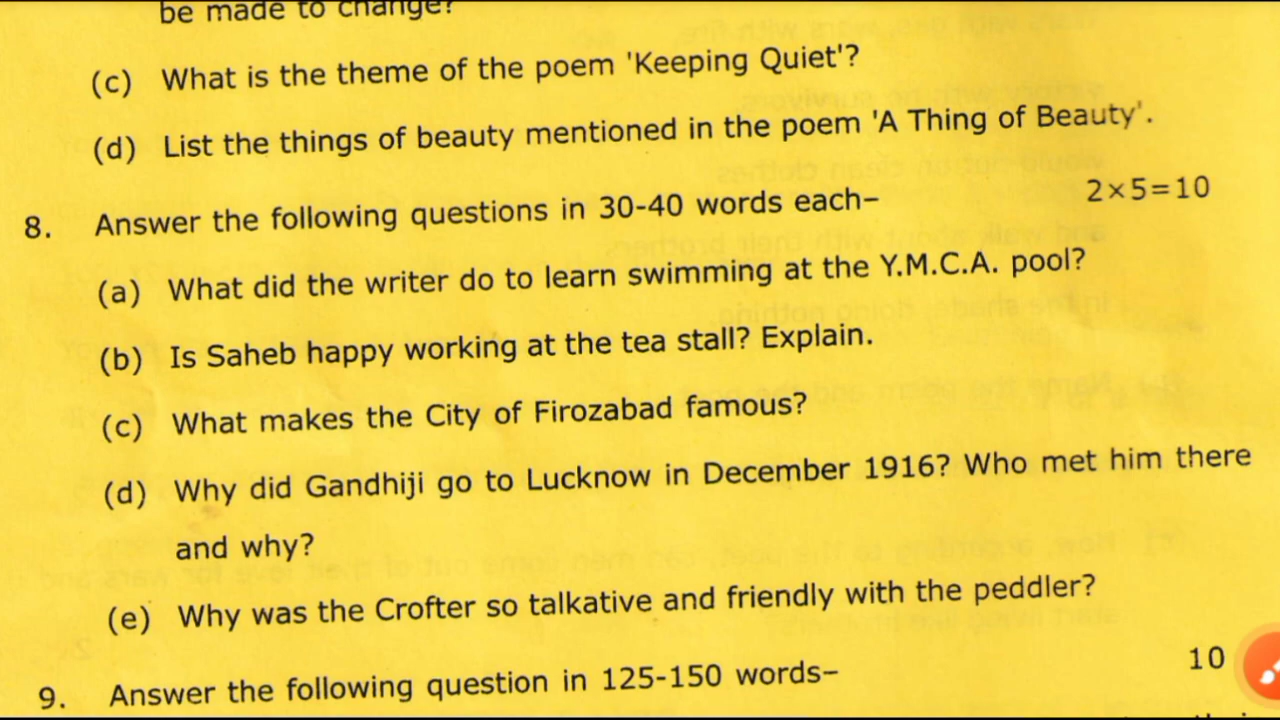 be made to change?
(c) What is the theme of the poem 'Keeping Quiet'?
(d) List the things of beauty mentioned in the poem 'A Thing of Beauty'.
8. Answer the following questions in 30-40 words each– 2×5=10
(a) What did the writer do to learn swimming at the Y.M.C.A. pool?
(b) Is Saheb happy working at the tea stall? Explain.
(c) What makes the City of Firozabad famous?
(d) Why did Gandhiji go to Lucknow in December 1916? Who met him there
and why?
(e) Why was the Crofter so talkative and friendly with the peddler?
9. Answer the following question in 125-150 words– 10